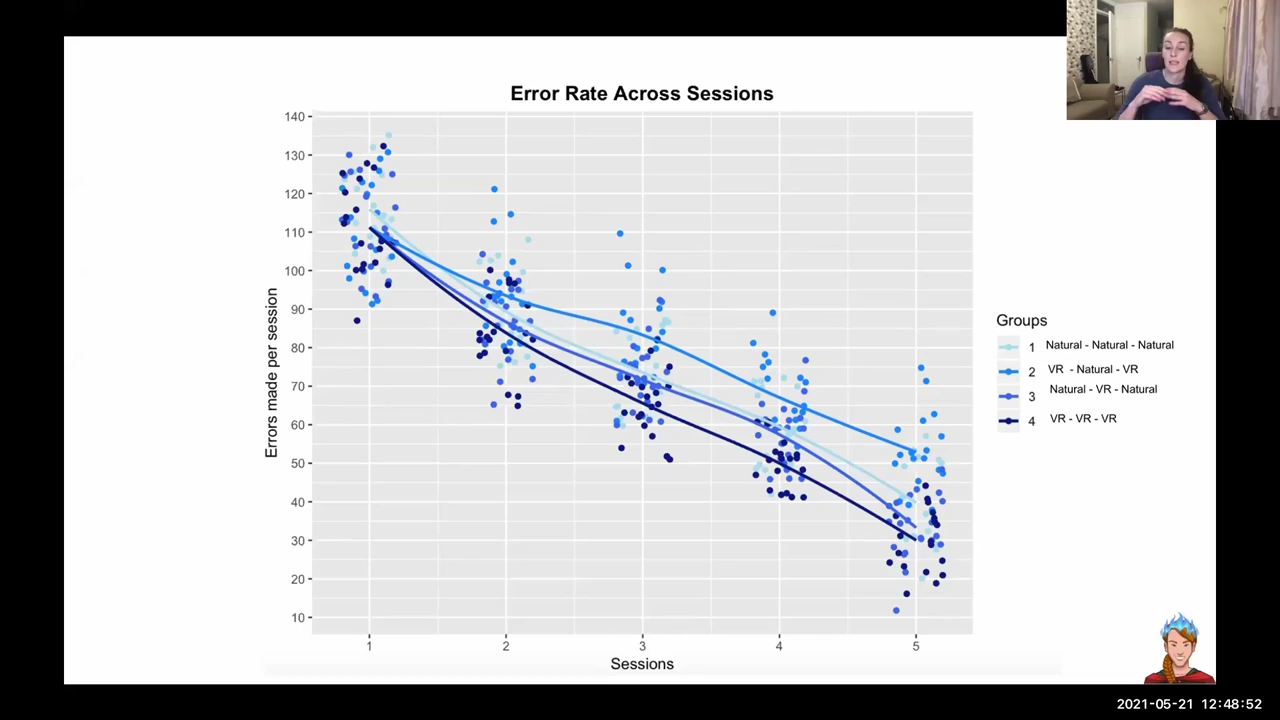 Error Rate Across Sessions
140
130
120
110
100
90
80
70
60
50
40
30
20
10
Errors made per session
1
2
3
4
5
Sessions
Groups
1 Natural - Natural - Natural
2 VR - Natural - VR
3 Natural - VR - Natural
4 VR - VR - VR
2021-05-21 12:48:52